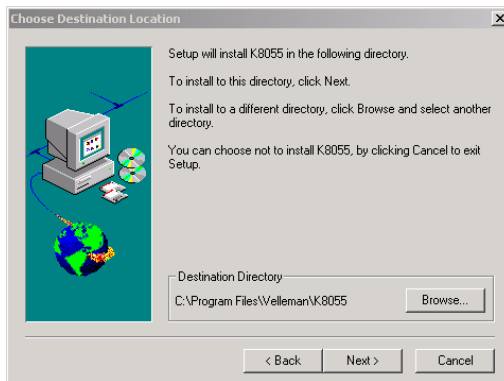 Choose Destination Location
Setup will install K8055 in the following directory.
To install to this directory, click Next.
To install to a different directory, click Browse and select another
directory.
You can choose not to install K8055, by clicking Cancel to exit
Setup.
Destination Directory
C:\Program Files\Velleman\K8055
Browse...
< Back
Next >
Cancel